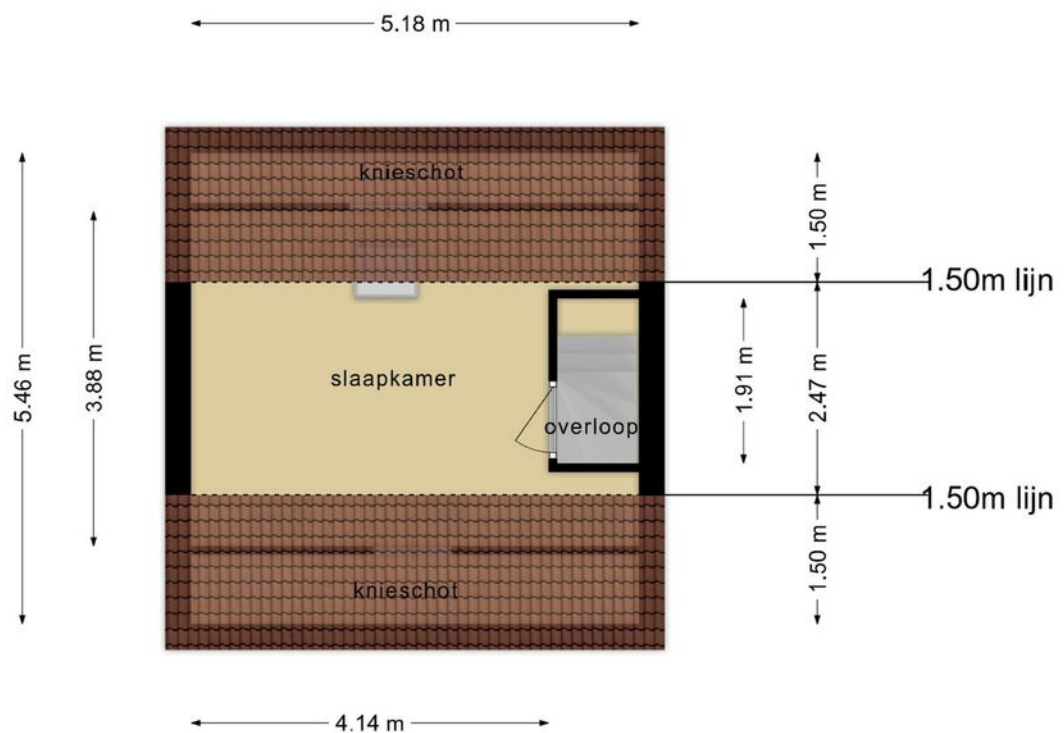 5.18 m
knieschot
1.50 m
1.50m lijn
5.46 m
3.88 m
slaapkamer
1.91 m
2.47 m
overloop
1.50m lijn
1.50 m
knieschot
4.14 m